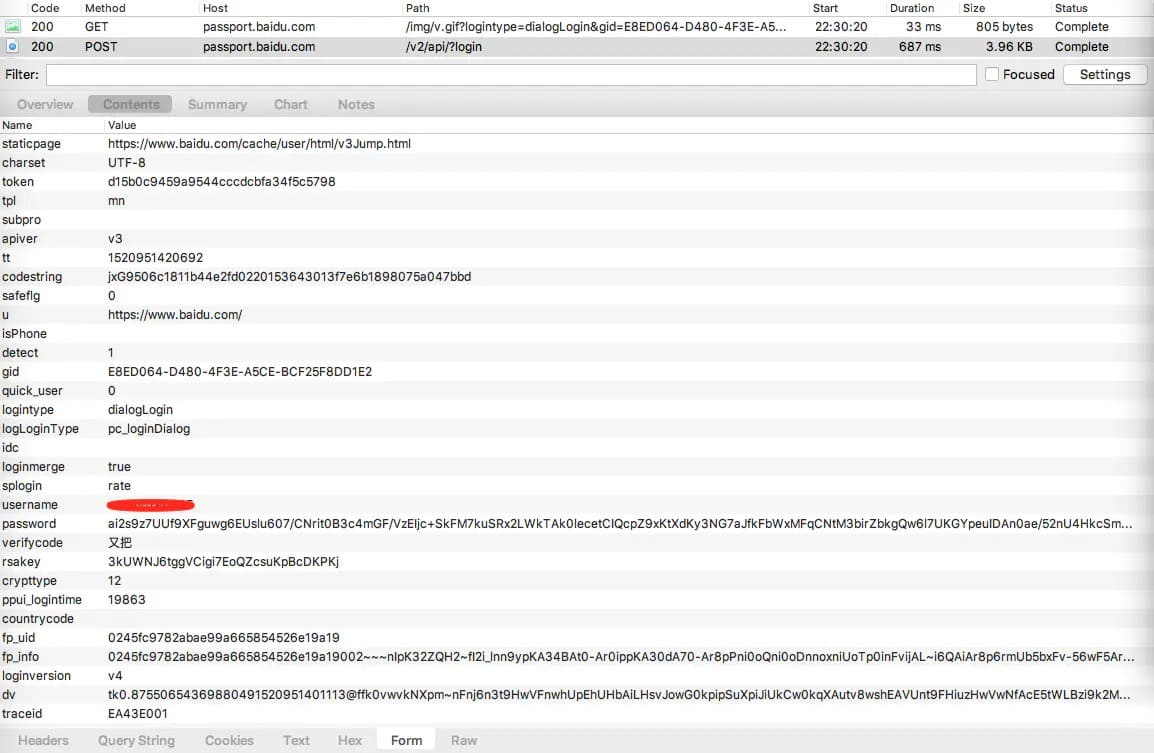 Code Method Host Path Start Duration Size Status
200 GET passport.baidu.com /img/v.gif?logintype=dialogLogin&gid=E8ED064-D480-4F3E-A5... 22:30:20 33 ms 805 bytes Complete
200 POST passport.baidu.com /v2/api/?login 22:30:20 687 ms 3.96 KB Complete
Filter: Focused Settings
Overview Contents Summary Chart Notes
Name Value
staticpage https://www.baidu.com/cache/user/html/v3Jump.html
charset UTF-8
token d15b0c9459a9544cccdcbfa34f5c5798
tpl mn
subpro
apiver v3
tt 1520951420692
codestring jxG9506c1811b44e2fd0220153643013f7e6b1898075a047bbd
safeflg 0
u https://www.baidu.com/
isPhone
detect 1
gid E8ED064-D480-4F3E-A5CE-BCF25F8DD1E2
quick_user 0
logintype dialogLogin
logLoginType pc_loginDialog
idc
loginmerge true
splogin rate
username
password ai2s9z7UUf9XFguwg6EUslu607/CNrit0B3c4mGF/VzEIjc+SkFM7kuSRx2LWkTAk0IecetCIQcpZ9xKtXdKy3NG7aJfkFbWxMFqCNtM3birZbkgQw6l7UKGYpeuIDAn0ae/52nU4HkcSm...
verifycode 又把
rsakey 3kUWNJ6tggVCigi7EoQZcsuKpBcDKPKj
crypttype 12
ppui_logintime 19863
countrycode
fp_uid 0245fc9782abae99a665854526e19a19
fp_info 0245fc9782abae99a665854526e19a19002~~~nIpK32ZQH2~fI2i_Inn9ypKA34BAt0-Ar0ippKA30dA70-Ar8pPni0oQni0oDnnoxniUoTp0inFvijAL~i6QAiAr8p6rmUb5bxFv-56wF5Ar...
loginversion v4
dv tk0.87550654369880491520951401113@ffk0vwvkNXpm~nFnj6n3t9HwVFnwhUpEhUHbAiLHsvJowG0kpipSuXpiJiUkCw0kqXAutv8wshEAVUnt9FHiuzHwVwNfAcE5tWLBzi9k2M...
traceid EA43E001
Headers Query String Cookies Text Hex Form Raw